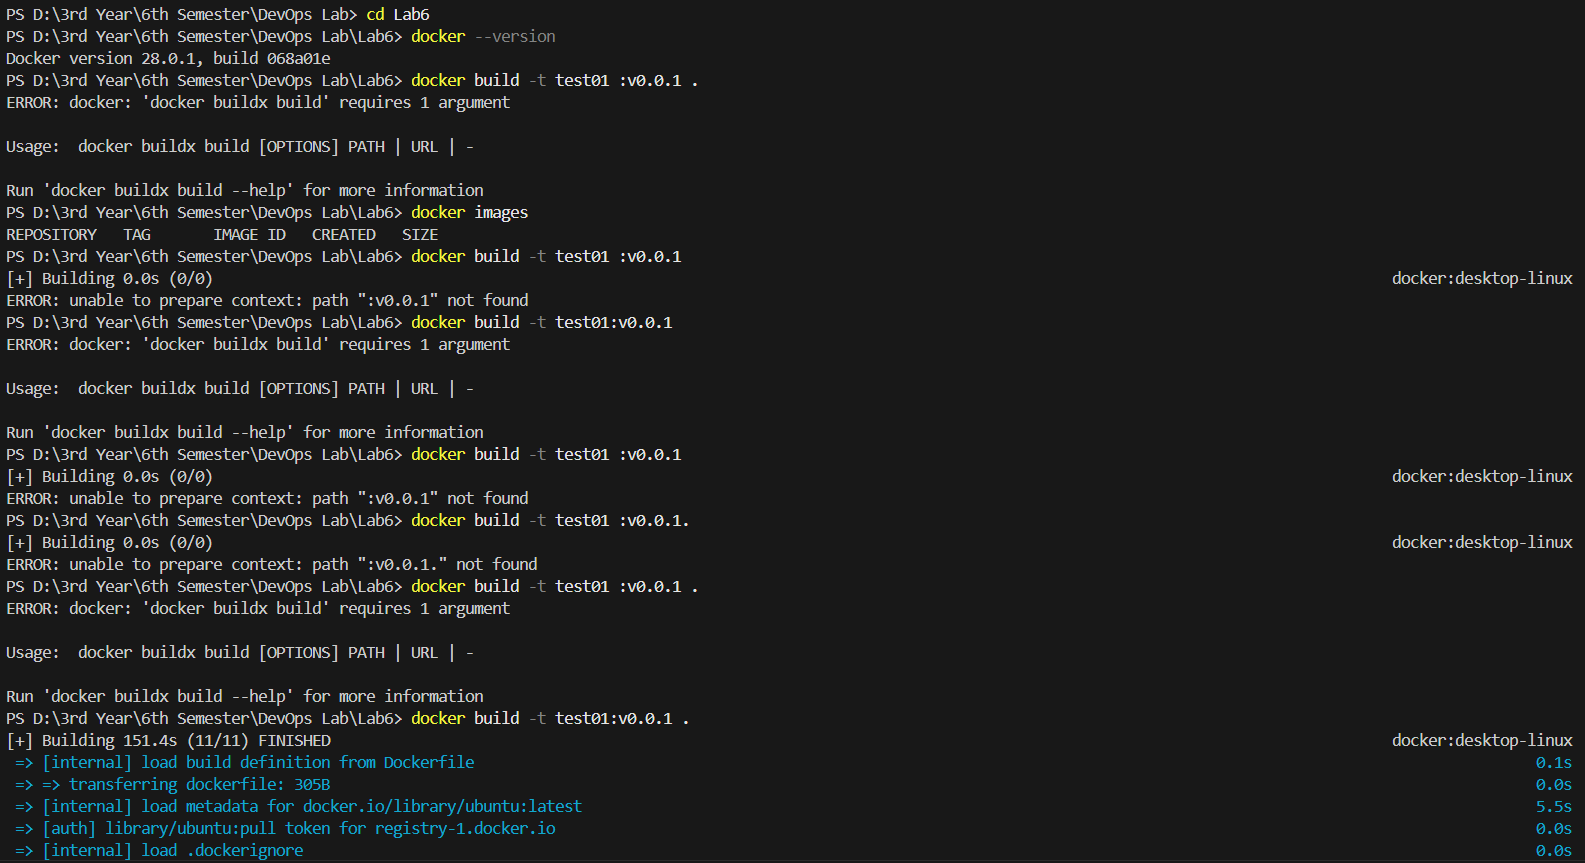 PS D:\3rd Year\6th Semester\DevOps Lab> cd Lab6
PS D:\3rd Year\6th Semester\DevOps Lab\Lab6> docker --version
Docker version 28.0.1, build 068a01e
PS D:\3rd Year\6th Semester\DevOps Lab\Lab6> docker build -t test01 :v0.0.1 .
ERROR: docker: 'docker buildx build' requires 1 argument
Usage:  docker buildx build [OPTIONS] PATH | URL | -
Run 'docker buildx build --help' for more information
PS D:\3rd Year\6th Semester\DevOps Lab\Lab6> docker images
REPOSITORY   TAG       IMAGE ID   CREATED   SIZE
PS D:\3rd Year\6th Semester\DevOps Lab\Lab6> docker build -t test01 :v0.0.1
[+] Building 0.0s (0/0) docker:desktop-linux
ERROR: unable to prepare context: path ":v0.0.1" not found
PS D:\3rd Year\6th Semester\DevOps Lab\Lab6> docker build -t test01:v0.0.1
ERROR: docker: 'docker buildx build' requires 1 argument
Usage:  docker buildx build [OPTIONS] PATH | URL | -
Run 'docker buildx build --help' for more information
PS D:\3rd Year\6th Semester\DevOps Lab\Lab6> docker build -t test01 :v0.0.1
[+] Building 0.0s (0/0) docker:desktop-linux
ERROR: unable to prepare context: path ":v0.0.1" not found
PS D:\3rd Year\6th Semester\DevOps Lab\Lab6> docker build -t test01 :v0.0.1.
[+] Building 0.0s (0/0) docker:desktop-linux
ERROR: unable to prepare context: path ":v0.0.1." not found
PS D:\3rd Year\6th Semester\DevOps Lab\Lab6> docker build -t test01 :v0.0.1 .
ERROR: docker: 'docker buildx build' requires 1 argument
Usage:  docker buildx build [OPTIONS] PATH | URL | -
Run 'docker buildx build --help' for more information
PS D:\3rd Year\6th Semester\DevOps Lab\Lab6> docker build -t test01:v0.0.1 .
[+] Building 151.4s (11/11) FINISHED docker:desktop-linux
=> [internal] load build definition from Dockerfile 0.1s
=> => transferring dockerfile: 305B 0.0s
=> [internal] load metadata for docker.io/library/ubuntu:latest 5.5s
=> [auth] library/ubuntu:pull token for registry-1.docker.io 0.0s
=> [internal] load .dockerignore 0.0s